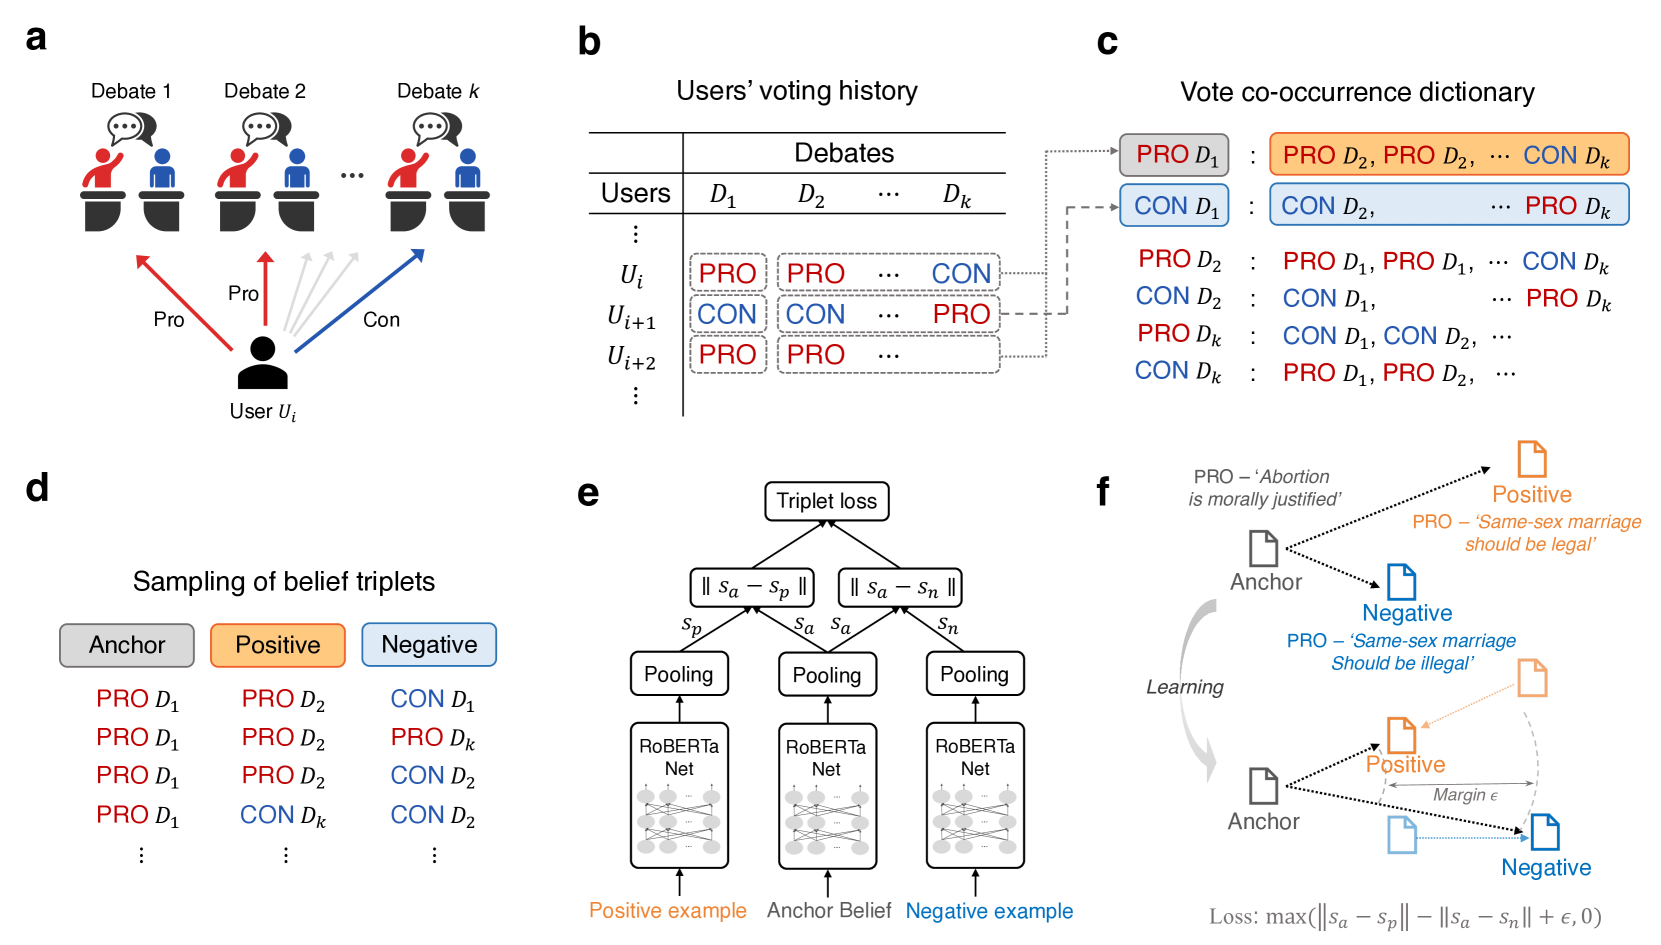 a
Debate 1
Debate 2
Debate k
...
Pro
Pro
Con
User U_i
b
Users' voting history
Debates
Users D_1 D_2 ⋯ D_k
⋮
U_i PRO PRO ⋯ CON
U_{i+1} CON CON ⋯ PRO
U_{i+2} PRO PRO ⋯
⋮
c
Vote co-occurrence dictionary
PRO D_1 : PRO D_2, PRO D_2, ⋯ CON D_k
CON D_1 : CON D_2, ⋯ PRO D_k
PRO D_2 : PRO D_1, PRO D_1, ⋯ CON D_k
CON D_2 : CON D_1, ⋯ PRO D_k
PRO D_k : CON D_1, CON D_2, ⋯
CON D_k : PRO D_1, PRO D_2, ⋯
d
Sampling of belief triplets
Anchor Positive Negative
PRO D_1 PRO D_2 CON D_1
PRO D_1 PRO D_2 PRO D_k
PRO D_1 PRO D_2 CON D_2
PRO D_1 CON D_k CON D_2
⋮ ⋮ ⋮
e
Triplet loss
‖ s_a − s_p ‖ ‖ s_a − s_n ‖
s_p s_a s_a s_n
Pooling Pooling Pooling
RoBERTa RoBERTa RoBERTa
Net Net Net
Positive example Anchor Belief Negative example
f
PRO – 'Abortion
is morally justified'
Positive
PRO – 'Same-sex marriage
should be legal'
Anchor
Negative
PRO – 'Same-sex marriage
Should be illegal'
Learning
Positive
Margin ϵ
Anchor
Negative
Loss: max(‖s_a − s_p‖ − ‖s_a − s_n‖ + ϵ, 0)